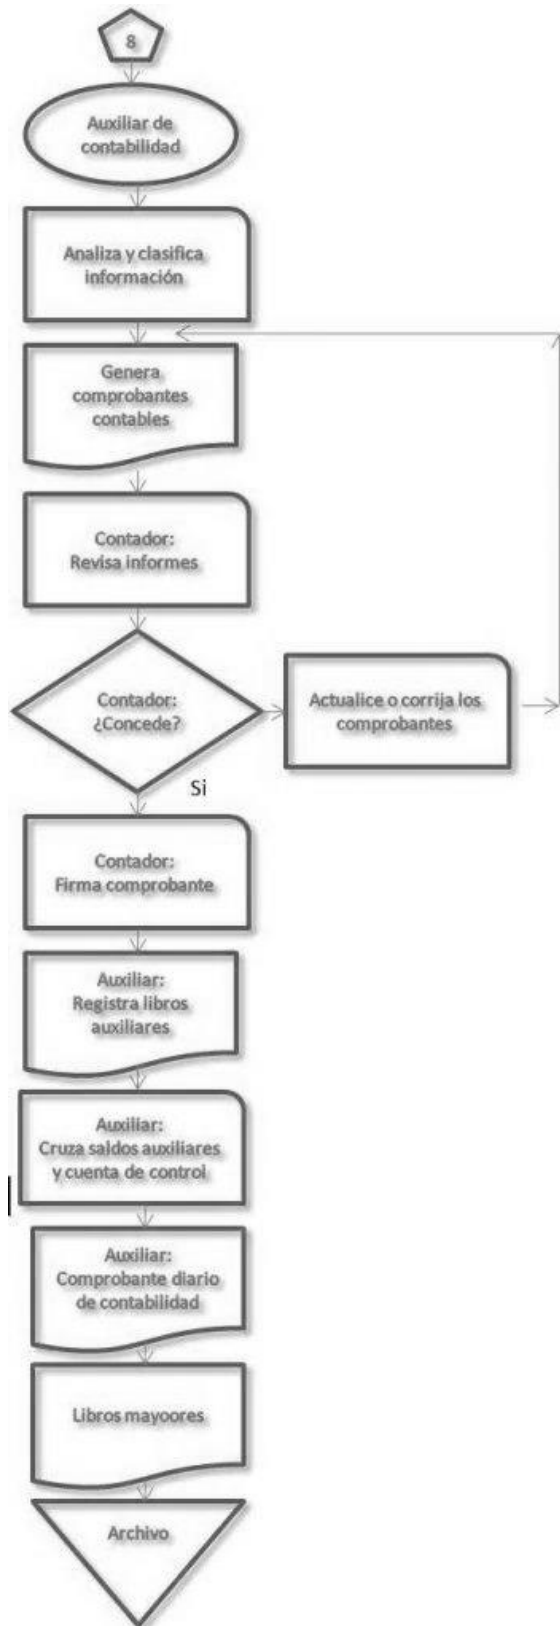 8
Auxiliar de
contabilidad
Analiza y clasifica
información
Genera
comprobantes
contables
Contador:
Revisa informes
Contador:
¿Concede?
Actualice o corrija los
comprobantes
Si
Contador:
Firma comprobante
Auxiliar:
Registra libros
auxiliares
Auxiliar:
Cruza saldos auxiliares
y cuenta de control
Auxiliar:
Comprobante diario
de contabilidad
Libros mayoores
Archivo